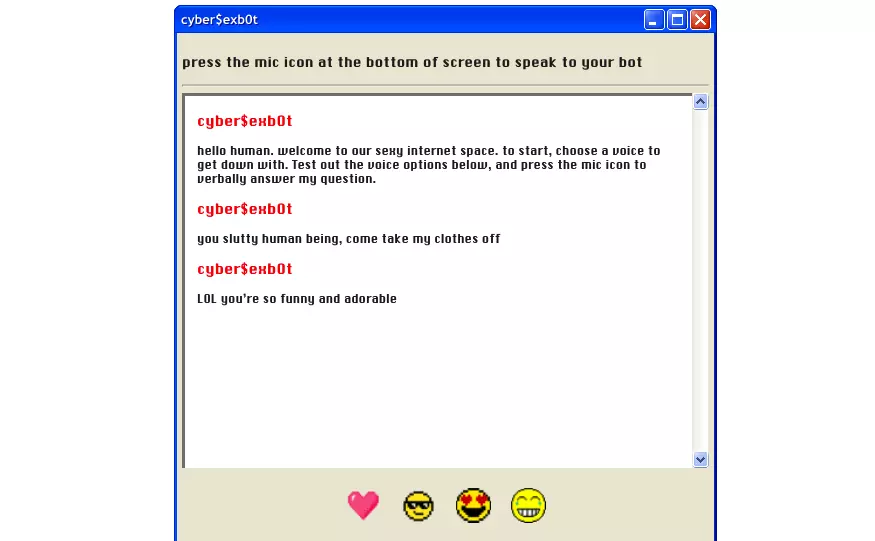 cyber$exb0t
press the mic icon at the bottom of screen to speak to your bot
cyber$exb0t
hello human. welcome to our sexy internet space. to start, choose a voice to
get down with. Test out the voice options below, and press the mic icon to
verbally answer my question.
cyber$exb0t
you slutty human being, come take my clothes off
cyber$exb0t
LOL you're so funny and adorable